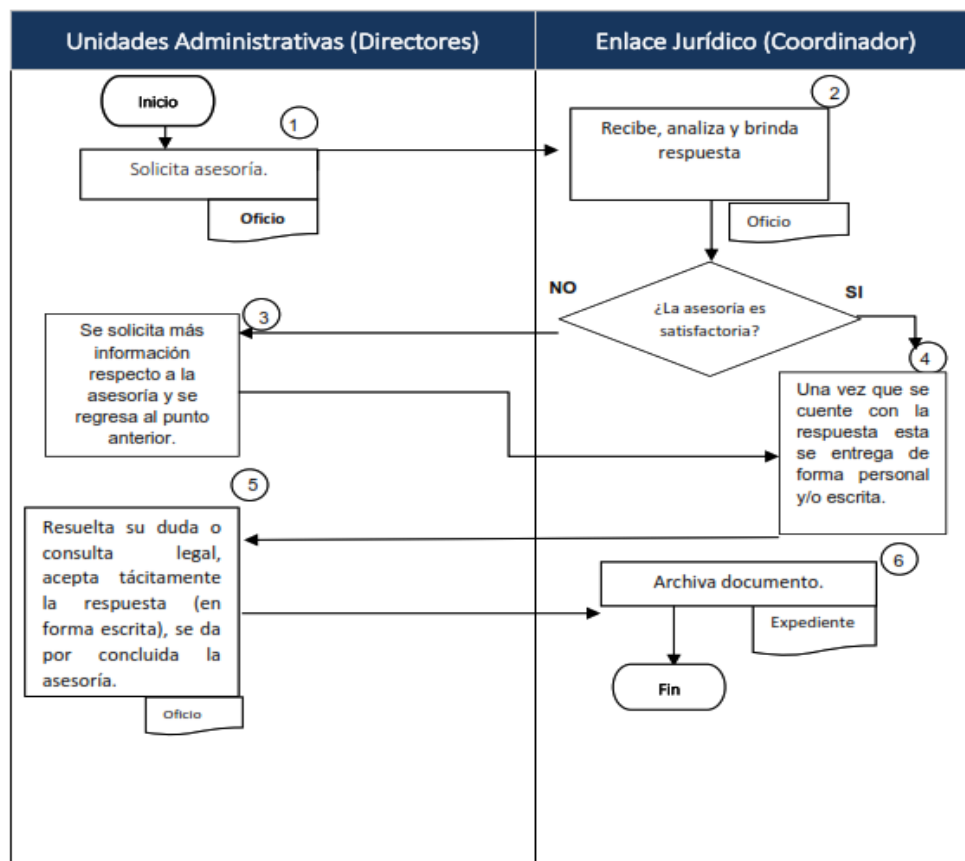 Unidades Administrativas (Directores)
Enlace Jurídico (Coordinador)
Inicio
1
Solicita asesoría.
Oficio
2
Recibe, analiza y brinda
respuesta
Oficio
NO
¿La asesoría es
satisfactoria?
SI
3
Se solicita más
información
respecto a la
asesoría y se
regresa al punto
anterior.
4
Una vez que se
cuente con la
respuesta esta
se entrega de
forma personal
y/o escrita.
5
Resuelta su duda o
consulta legal,
acepta tácitamente
la respuesta (en
forma escrita), se da
por concluida la
asesoría.
Oficio
6
Archiva documento.
Expediente
Fin